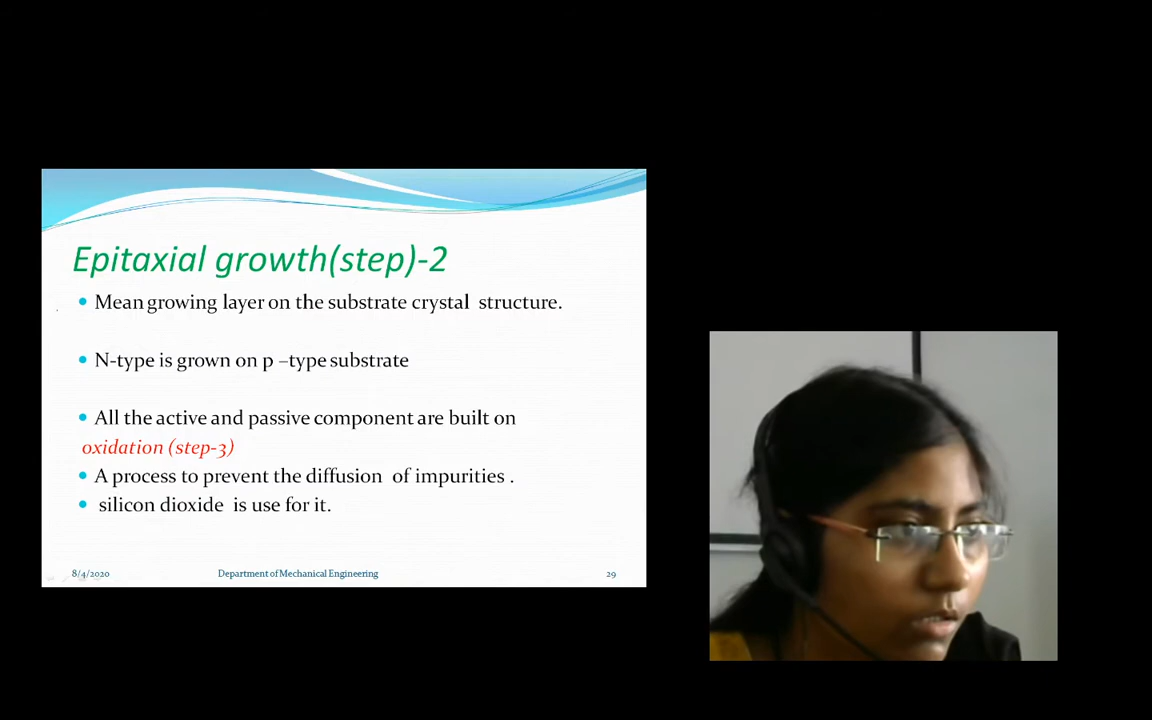 Epitaxial growth(step)-2
• Mean growing layer on the substrate crystal structure.
• N-type is grown on p –type substrate
• All the active and passive component are built on
oxidation (step-3)
• A process to prevent the diffusion of impurities .
• silicon dioxide is use for it.
8/4/2020 Department of Mechanical Engineering 29